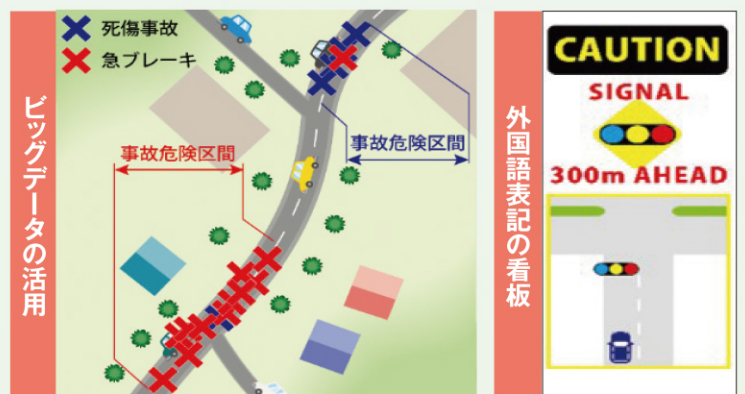 ビッグデータの活用
死傷事故
急ブレーキ
事故危険区間
事故危険区間
外国語表記の看板
CAUTION
SIGNAL
300m AHEAD